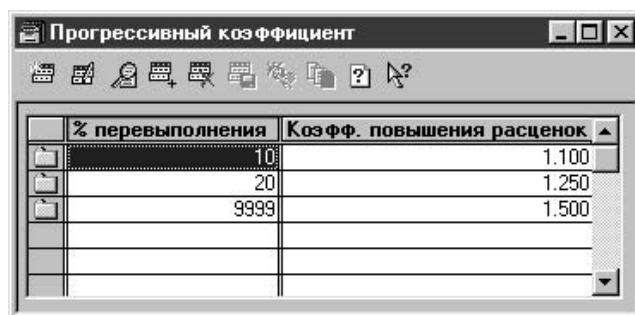 Прогрессивный коэффициент
% перевыполнения Коэфф. повышения расценок
10 1.100
20 1.250
9999 1.500